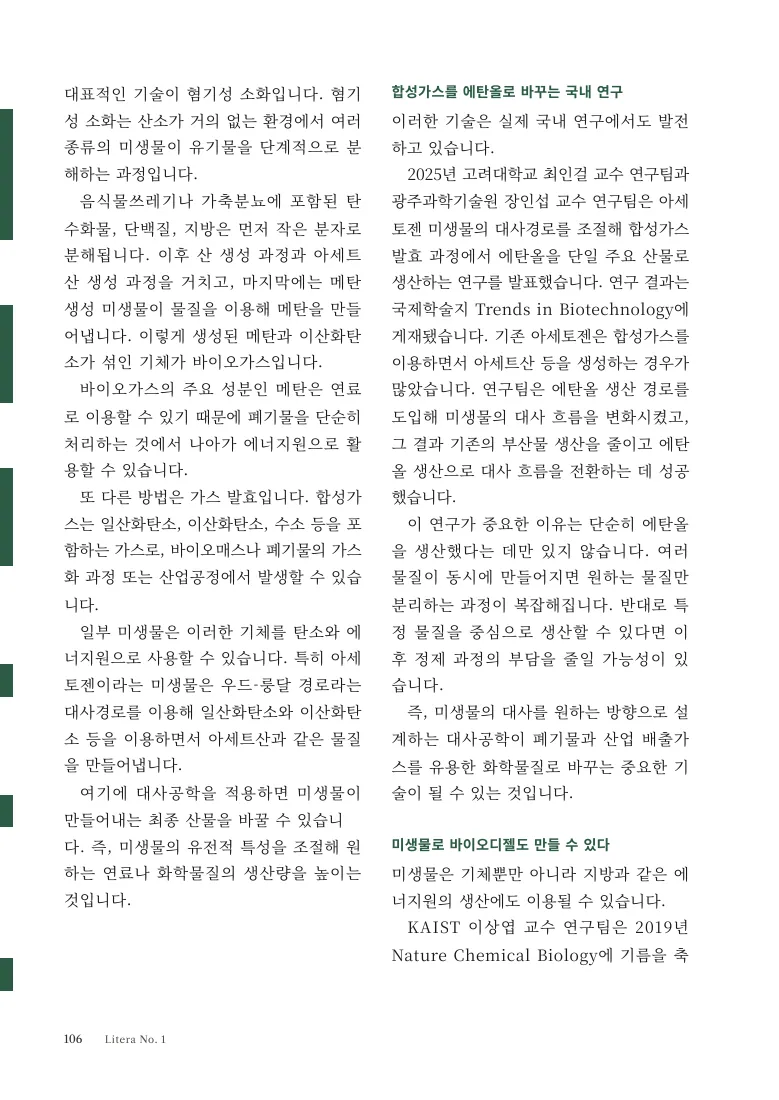 대표적인 기술이 혐기성 소화입니다. 혐기
성 소화는 산소가 거의 없는 환경에서 여러
종류의 미생물이 유기물을 단계적으로 분
해하는 과정입니다.
음식물쓰레기나 가축분뇨에 포함된 탄
수화물, 단백질, 지방은 먼저 작은 분자로
분해됩니다. 이후 산 생성 과정과 아세트
산 생성 과정을 거치고, 마지막에는 메탄
생성 미생물이 물질을 이용해 메탄을 만들
어냅니다. 이렇게 생성된 메탄과 이산화탄
소가 섞인 기체가 바이오가스입니다.
바이오가스의 주요 성분인 메탄은 연료
로 이용할 수 있기 때문에 폐기물을 단순히
처리하는 것에서 나아가 에너지원으로 활
용할 수 있습니다.
또 다른 방법은 가스 발효입니다. 합성가
스는 일산화탄소, 이산화탄소, 수소 등을 포
함하는 가스로, 바이오매스나 폐기물의 가스
화 과정 또는 산업공정에서 발생할 수 있습
니다.
일부 미생물은 이러한 기체를 탄소와 에
너지원으로 사용할 수 있습니다. 특히 아세
토젠이라는 미생물은 우드-룽달 경로라는
대사경로를 이용해 일산화탄소와 이산화탄
소 등을 이용하면서 아세트산과 같은 물질
을 만들어냅니다.
여기에 대사공학을 적용하면 미생물이
만들어내는 최종 산물을 바꿀 수 있습니
다. 즉, 미생물의 유전적 특성을 조절해 원
하는 연료나 화학물질의 생산량을 높이는
것입니다.
합성가스를 에탄올로 바꾸는 국내 연구
이러한 기술은 실제 국내 연구에서도 발전
하고 있습니다.
2025년 고려대학교 최인걸 교수 연구팀과
광주과학기술원 장인섭 교수 연구팀은 아세
토젠 미생물의 대사경로를 조절해 합성가스
발효 과정에서 에탄올을 단일 주요 산물로
생산하는 연구를 발표했습니다. 연구 결과는
국제학술지 Trends in Biotechnology에
게재됐습니다. 기존 아세토젠은 합성가스를
이용하면서 아세트산 등을 생성하는 경우가
많았습니다. 연구팀은 에탄올 생산 경로를
도입해 미생물의 대사 흐름을 변화시켰고,
그 결과 기존의 부산물 생산을 줄이고 에탄
올 생산으로 대사 흐름을 전환하는 데 성공
했습니다.
이 연구가 중요한 이유는 단순히 에탄올
을 생산했다는 데만 있지 않습니다. 여러
물질이 동시에 만들어지면 원하는 물질만
분리하는 과정이 복잡해집니다. 반대로 특
정 물질을 중심으로 생산할 수 있다면 이
후 정제 과정의 부담을 줄일 가능성이 있
습니다.
즉, 미생물의 대사를 원하는 방향으로 설
계하는 대사공학이 폐기물과 산업 배출가
스를 유용한 화학물질로 바꾸는 중요한 기
술이 될 수 있는 것입니다.
미생물로 바이오디젤도 만들 수 있다
미생물은 기체뿐만 아니라 지방과 같은 에
너지원의 생산에도 이용될 수 있습니다.
KAIST 이상엽 교수 연구팀은 2019년
Nature Chemical Biology에 기름을 축
106 Litera No. 1